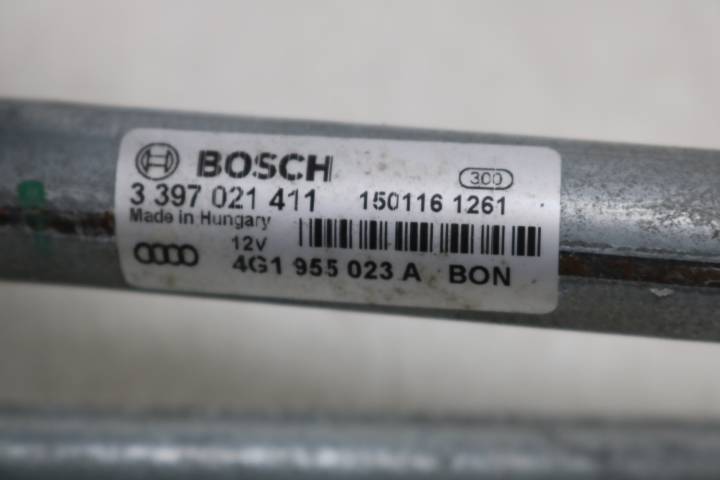 BOSCH 300
3 397 021 411 150116 1261
Made in Hungary
12V
4G1 955 023 A BON